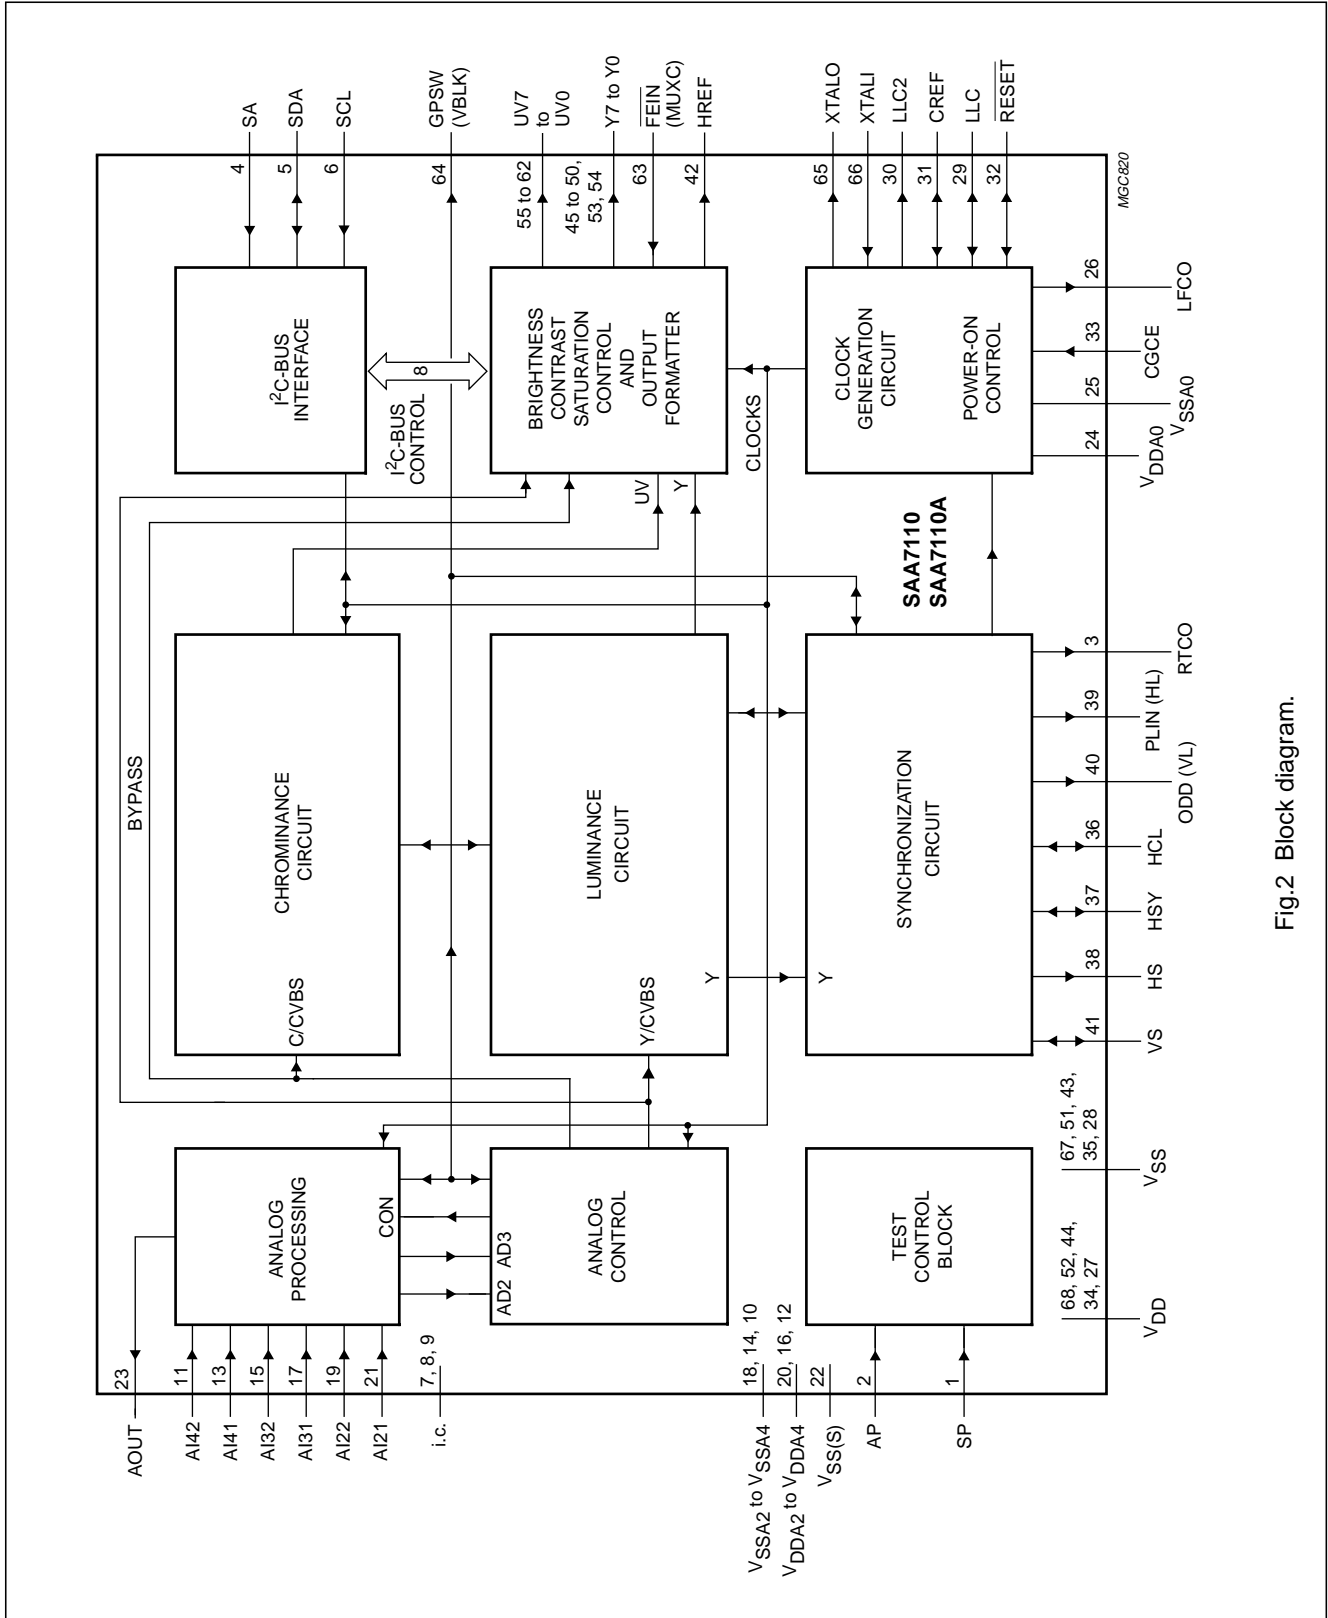 SA
4
SDA
5
SCL
6
GPSW
(VBLK)
64
UV7
to
UV0
55 to 62
Y7 to Y0
45 to 50,
53, 54
FEIN
(MUXC)
63
HREF
42
XTALO
65
XTALI
66
LLC2
30
CREF
31
LLC
29
RESET
32
MGC820
I2C-BUS
INTERFACE
8
I2C-BUS
CONTROL
BRIGHTNESS
CONTRAST
SATURATION
CONTROL
AND
OUTPUT
FORMATTER
UV
Y
CLOCKS
CLOCK
GENERATION
CIRCUIT
POWER-ON
CONTROL
26
LFCO
33
CGCE
25
VSSA0
24
VDDA0
SAA7110
SAA7110A
BYPASS
CHROMINANCE
CIRCUIT
C/CVBS
LUMINANCE
CIRCUIT
Y/CVBS
Y
SYNCHRONIZATION
CIRCUIT
Y
3
RTCO
39
PLIN (HL)
40
ODD (VL)
36
HCL
37
HSY
38
HS
41
VS
ANALOG
PROCESSING
CON
AD2
AD3
ANALOG
CONTROL
TEST
CONTROL
BLOCK
67, 51, 43,
35, 28
VSS
68, 52, 44,
34, 27
VDD
23
AOUT
11
AI42
13
AI41
15
AI32
17
AI31
19
AI22
21
AI21
7, 8, 9
i.c.
18, 14, 10
VSSA2 to VSSA4
20, 16, 12
VDDA2 to VDDA4
22
VSS(S)
2
AP
1
SP
Fig.2 Block diagram.